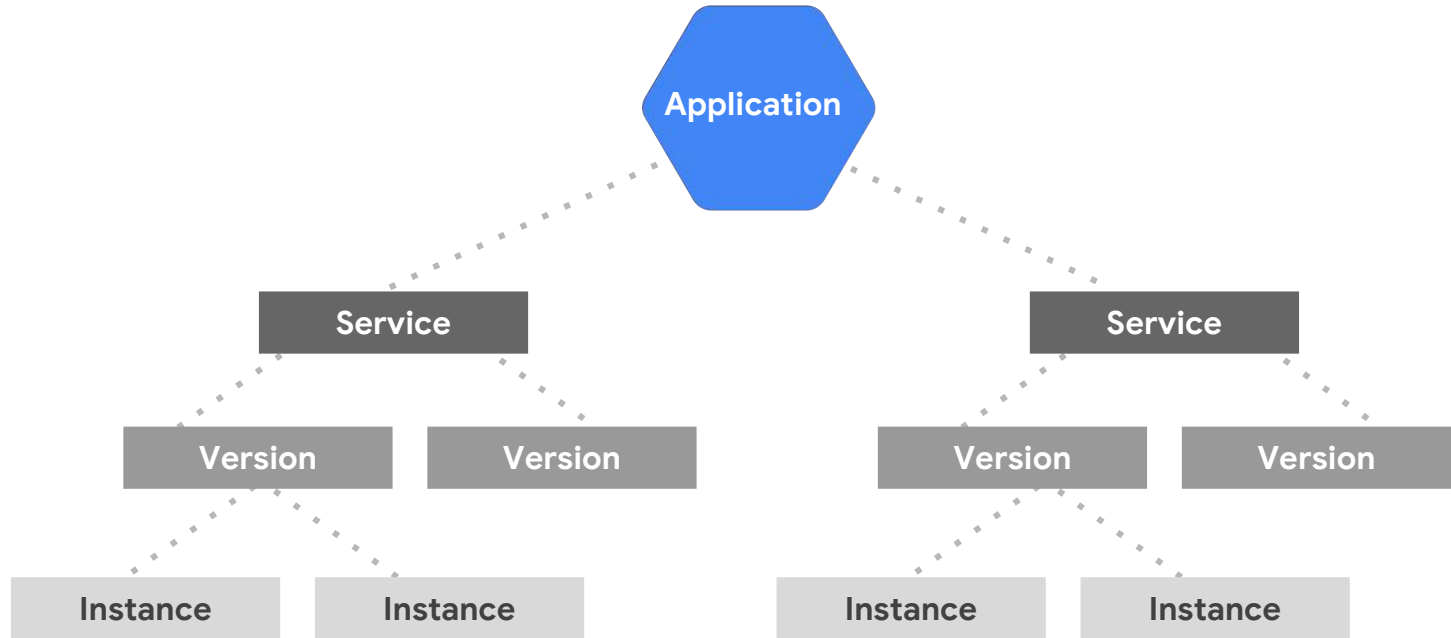 Application
Service
Service
Version
Version
Version
Version
Instance
Instance
Instance
Instance